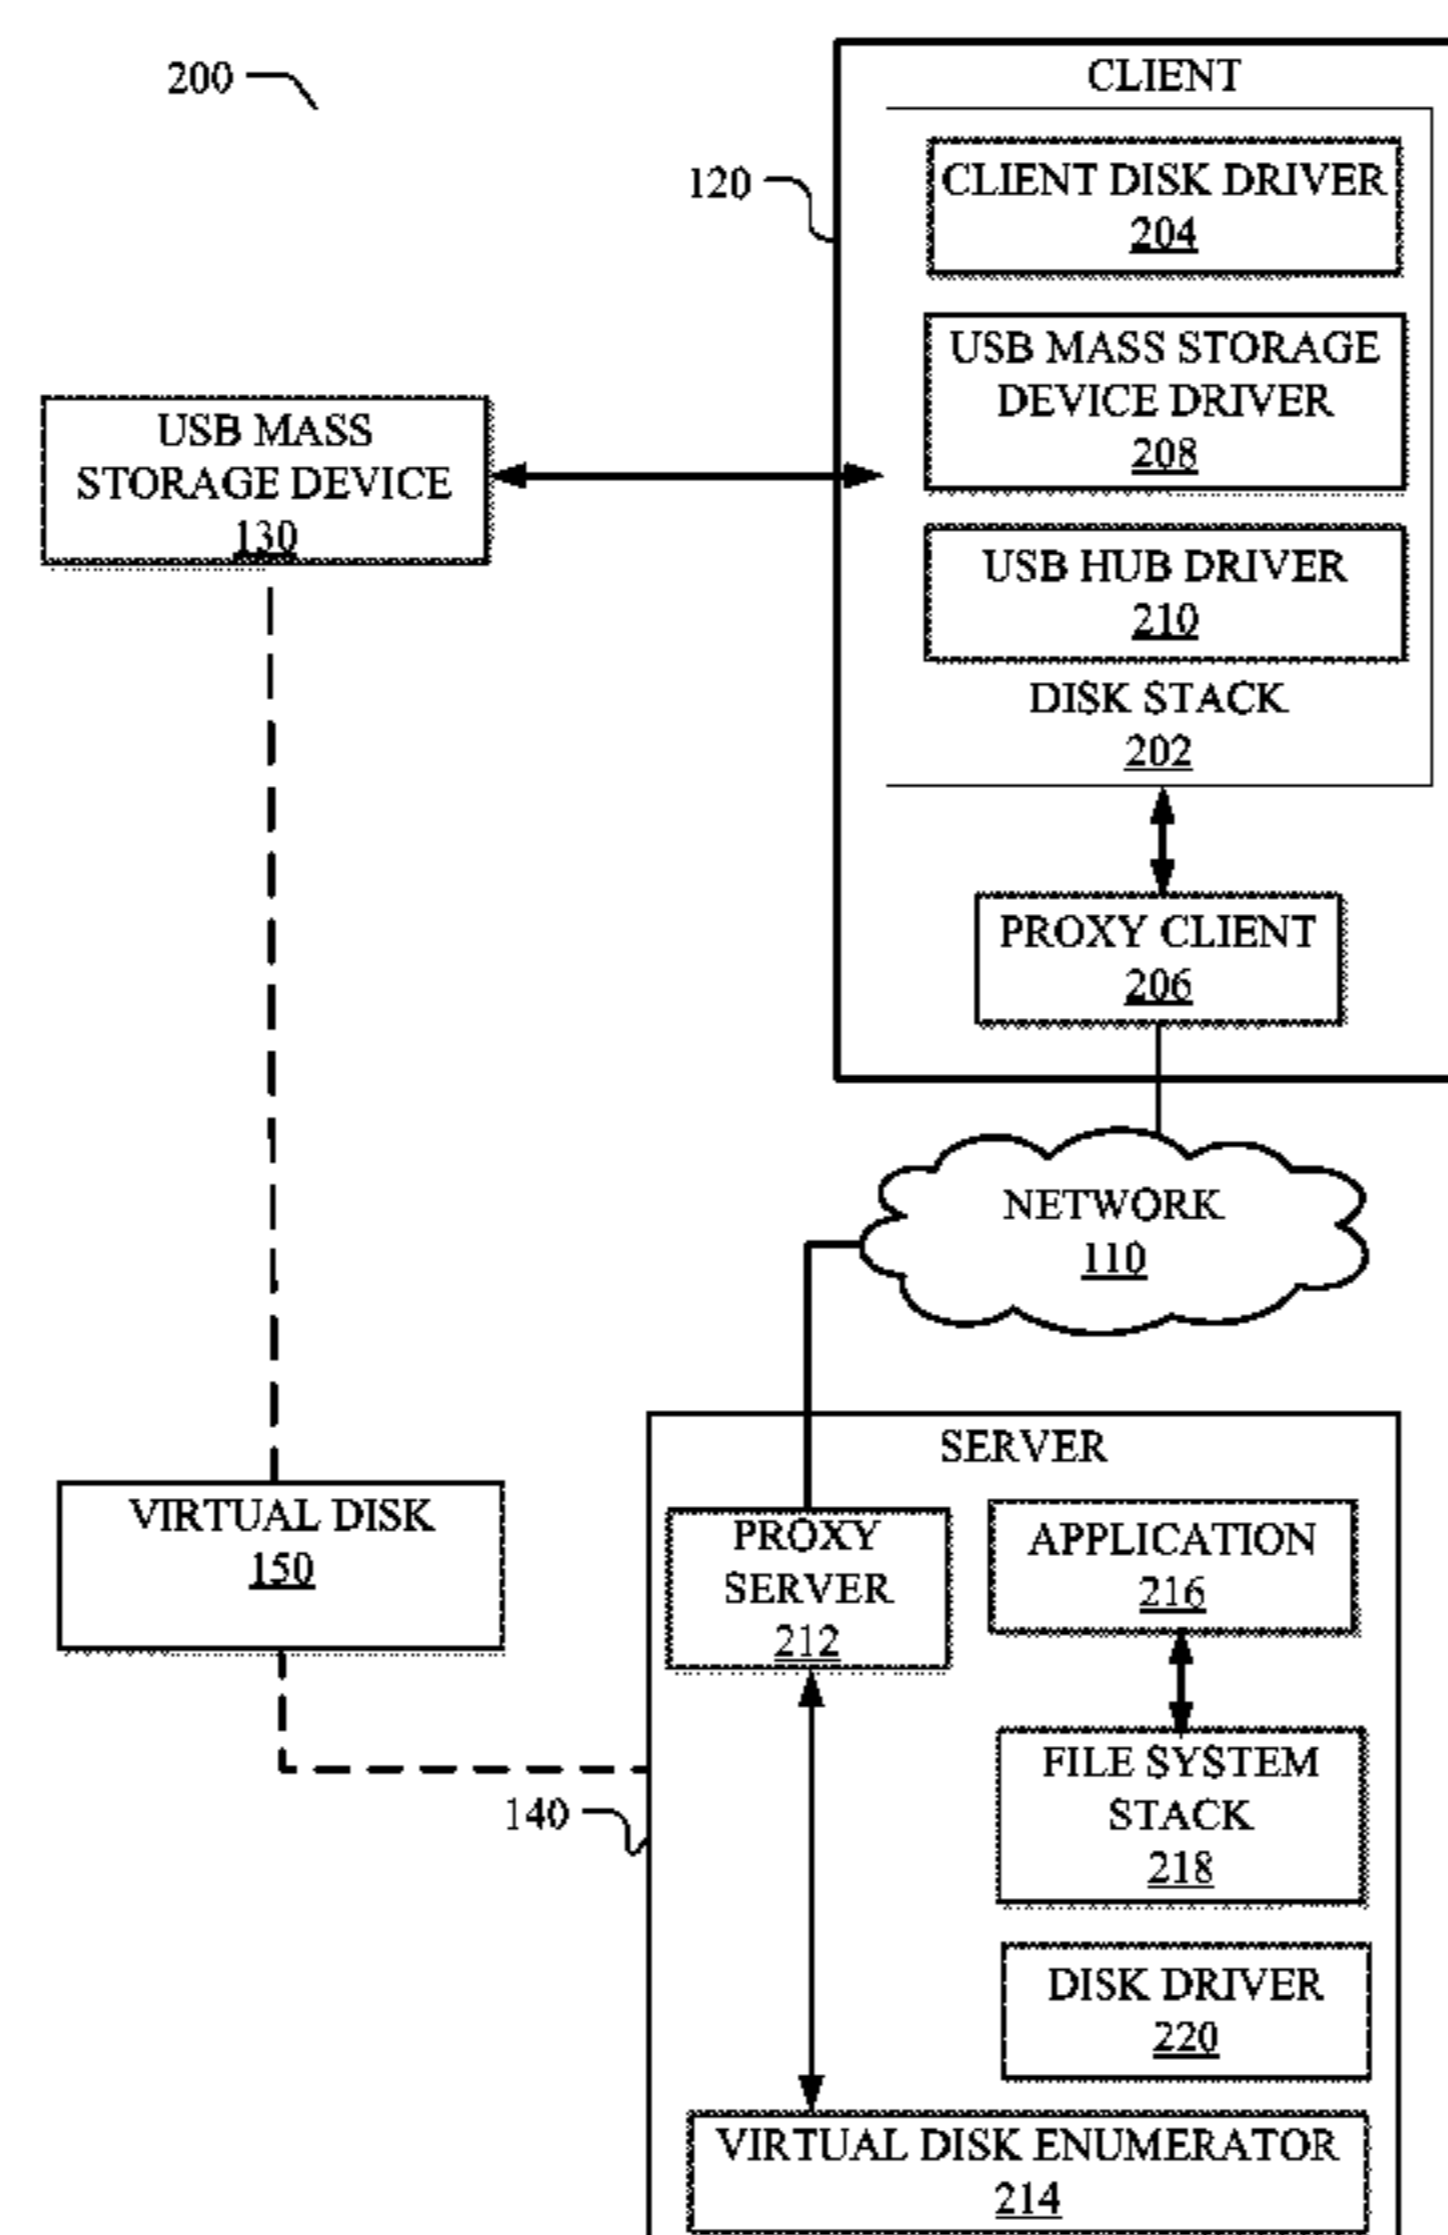 200
CLIENT
120
CLIENT DISK DRIVER
204
USB MASS STORAGE
DEVICE DRIVER
208
USB MASS
STORAGE DEVICE
130
USB HUB DRIVER
210
DISK STACK
202
PROXY CLIENT
206
NETWORK
110
SERVER
VIRTUAL DISK
150
PROXY
SERVER
212
APPLICATION
216
FILE SYSTEM
STACK
218
140
DISK DRIVER
220
VIRTUAL DISK ENUMERATOR
214